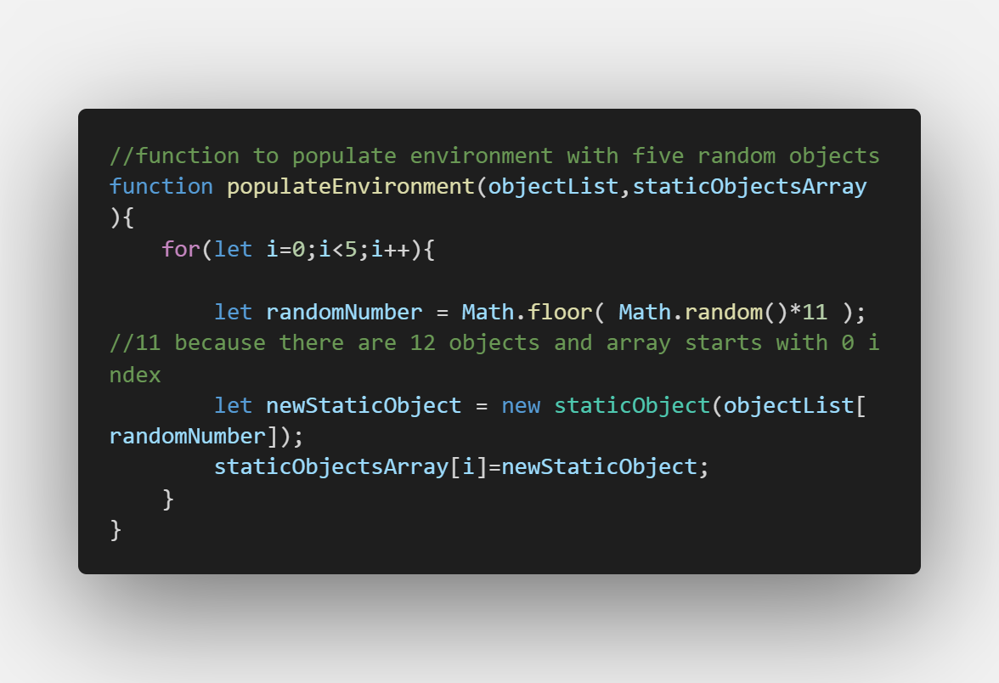 //function to populate environment with five random objects
function populateEnvironment(objectList,staticObjectsArray
){
    for(let i=0;i<5;i++){

        let randomNumber = Math.floor( Math.random()*11 );
//11 because there are 12 objects and array starts with 0 i
ndex
        let newStaticObject = new staticObject(objectList[
randomNumber]);
        staticObjectsArray[i]=newStaticObject;
    }
}